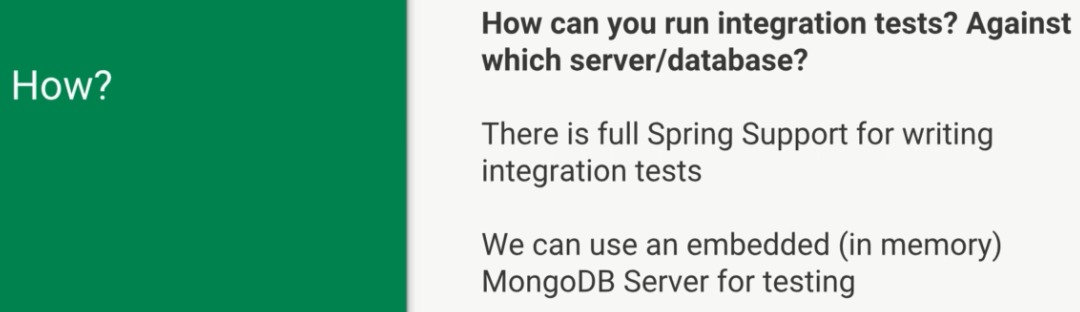 How?
How can you run integration tests? Against
which server/database?
There is full Spring Support for writing
integration tests
We can use an embedded (in memory)
MongoDB Server for testing